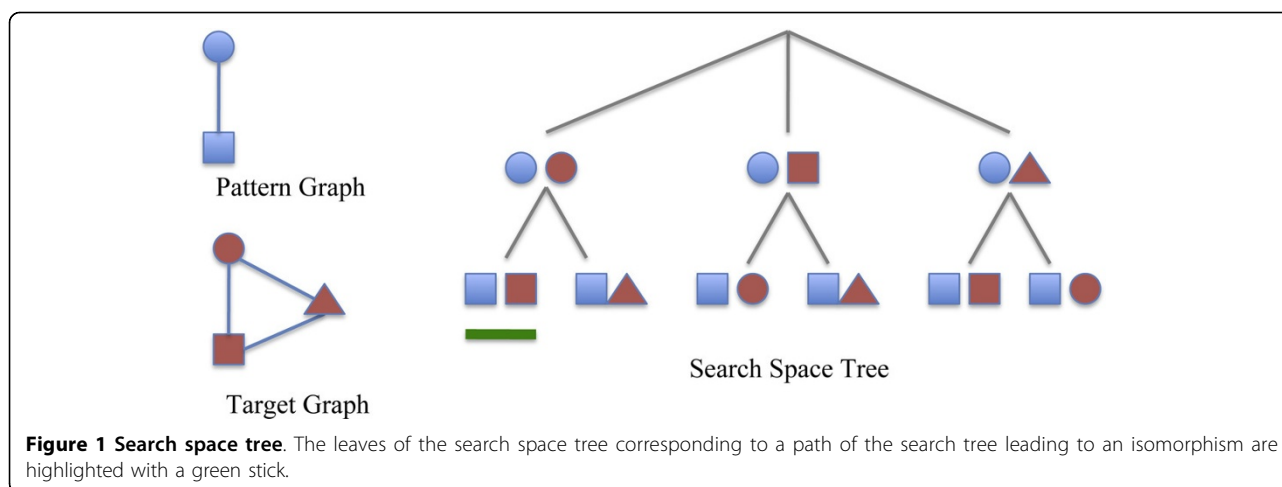 Pattern Graph
Target Graph
Search Space Tree
Figure 1 Search space tree. The leaves of the search space tree corresponding to a path of the search tree leading to an isomorphism are
highlighted with a green stick.